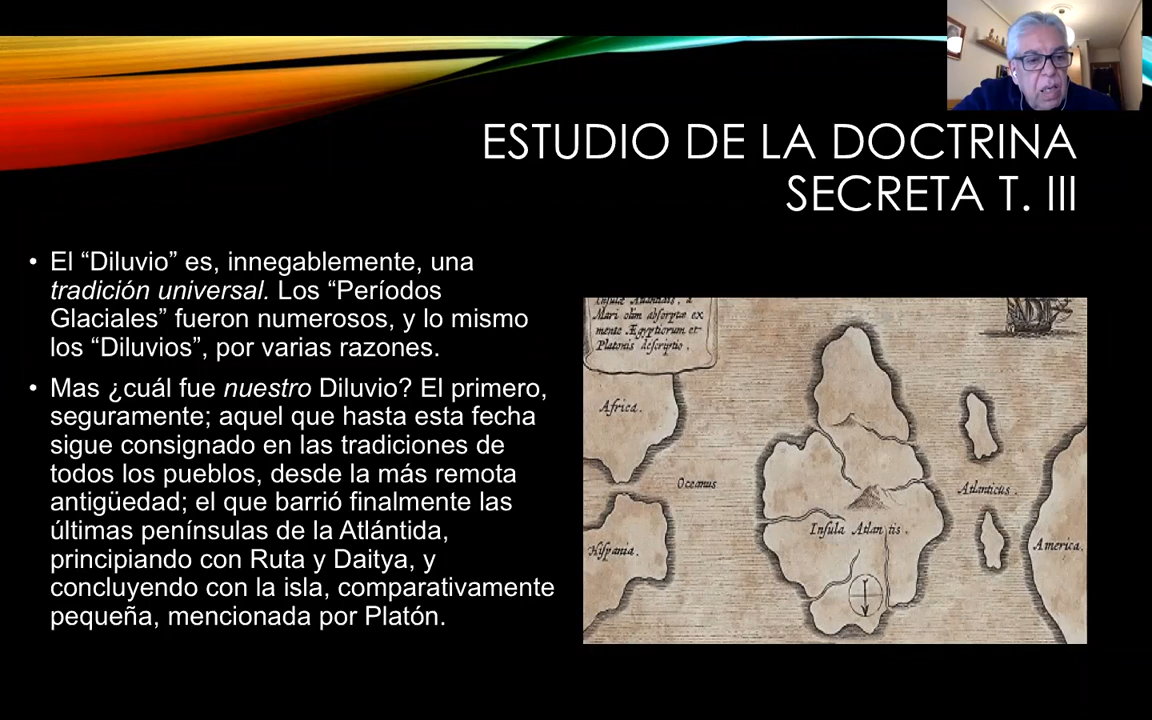 ESTUDIO DE LA DOCTRINA
SECRETA T. III
• El “Diluvio” es, innegablemente, una
tradición universal. Los “Períodos
Glaciales” fueron numerosos, y lo mismo
los “Diluvios”, por varias razones.
• Mas ¿cuál fue nuestro Diluvio? El primero,
seguramente; aquel que hasta esta fecha
sigue consignado en las tradiciones de
todos los pueblos, desde la más remota
antigüedad; el que barrió finalmente las
últimas penínsulas de la Atlántida,
principiando con Ruta y Daitya, y
concluyendo con la isla, comparativamente
pequeña, mencionada por Platón.
Insulæ Atlantidis, à
Mari olim absorptæ ex
mente Ægyptiorum et
Platonis descriptio.
Africa.
Oceanus
Atlanticus.
Insula Atlantis.
Hispania.
America.